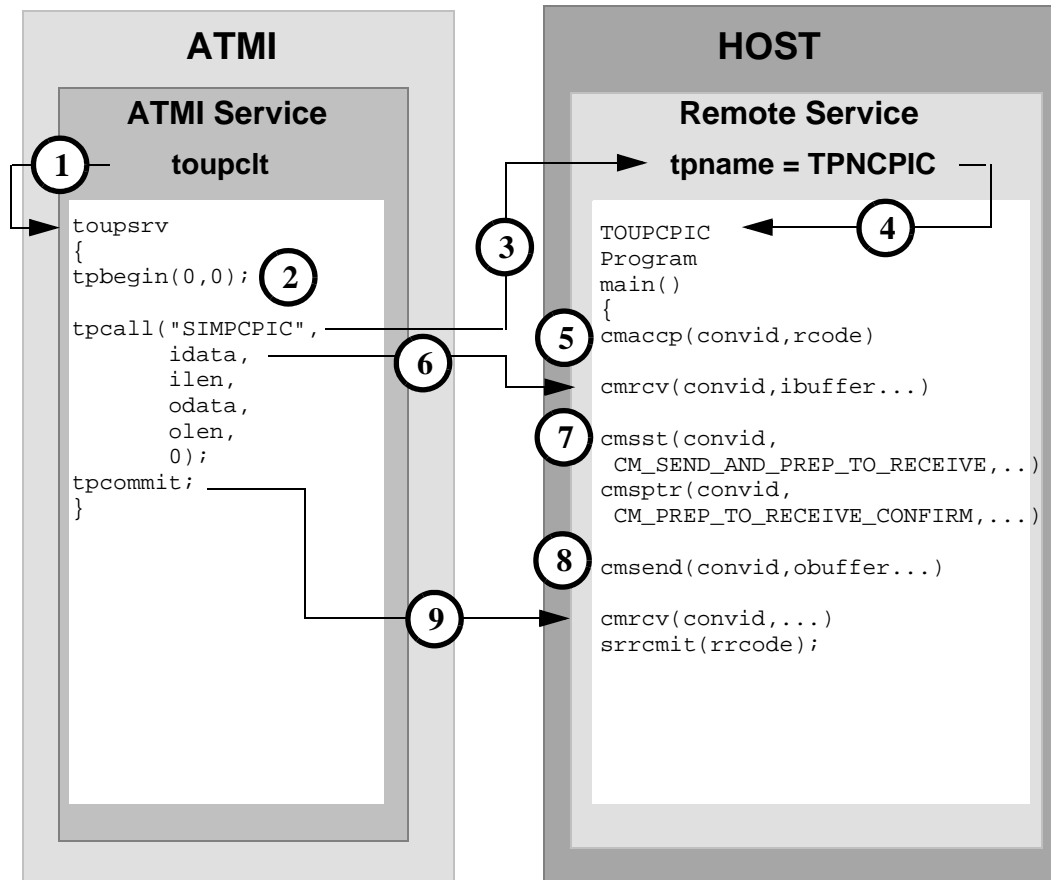 ATMI
ATMI Service
1
toupclt
toupsrv
{
tpbegin(0,0);
2
tpcall("SIMPCPIC",
idata,
ilen,
odata,
olen,
0);
tpcommit;
}
3
6
9
HOST
Remote Service
tpname = TPNCPIC
4
TOUPCPIC
Program
main()
{
5
cmaccp(convid,rcode)
cmrcv(convid,ibuffer...)
7
cmsst(convid,
CM_SEND_AND_PREP_TO_RECEIVE,..)
cmsptr(convid,
CM_PREP_TO_RECEIVE_CONFIRM,...)
8
cmsend(convid,obuffer...)
cmrcv(convid,...)
srrcmit(rrcode);